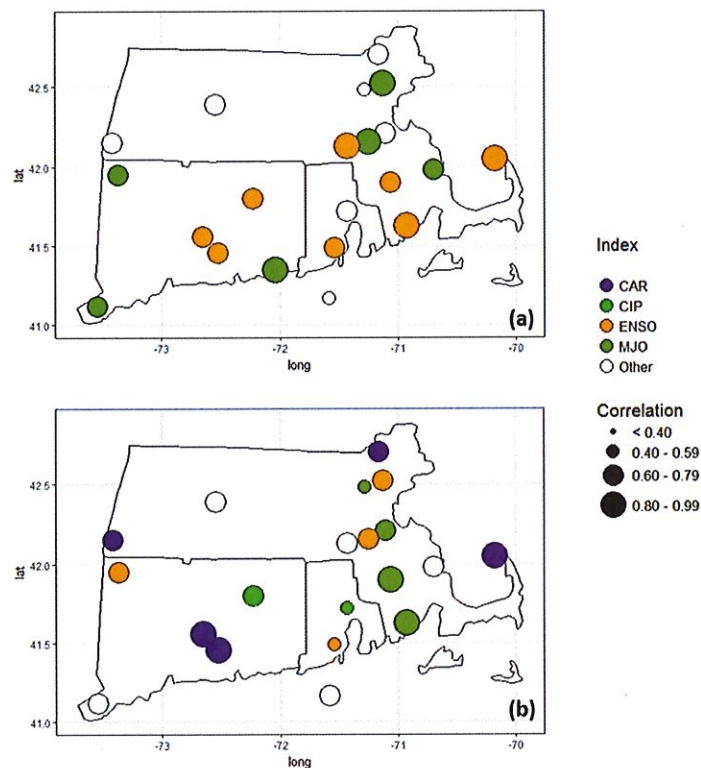 42.5
42.0
41.5
41.0
lat
(a)
-73
-72
-71
-70
long
Index
CAR
CIP
ENSO
MJO
Other
Correlation
< 0.40
0.40 - 0.59
0.60 - 0.79
0.80 - 0.99
42.5
42.0
41.5
41.0
lat
(b)
-73
-72
-71
-70
long